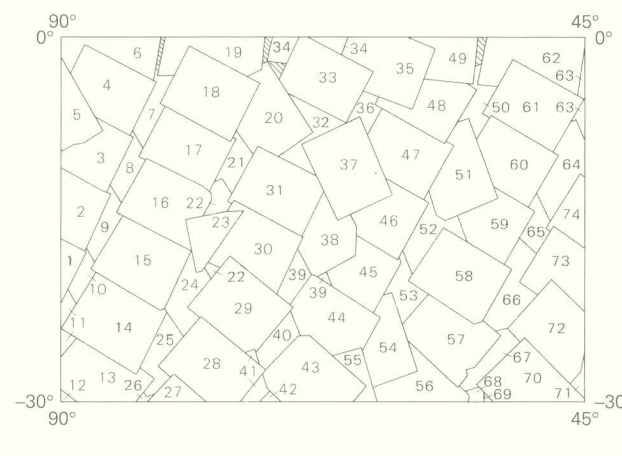 90° 45°
0° 0°
6 19 34 34 49 62
33 35 63
4 18 50 61 63
5 7 20 32 36 48
3 8 17 21 37 47 51 60 64
2 9 16 22 31 46 52 59 74
23 38 65
1 15 30 45 58 73
10 24 22 39 39 53 66
11 14 29 44 72
25 40 54 57
12 13 26 28 41 43 55 67
27 42 56 68 70
69 71
-30° -30
90° 45°